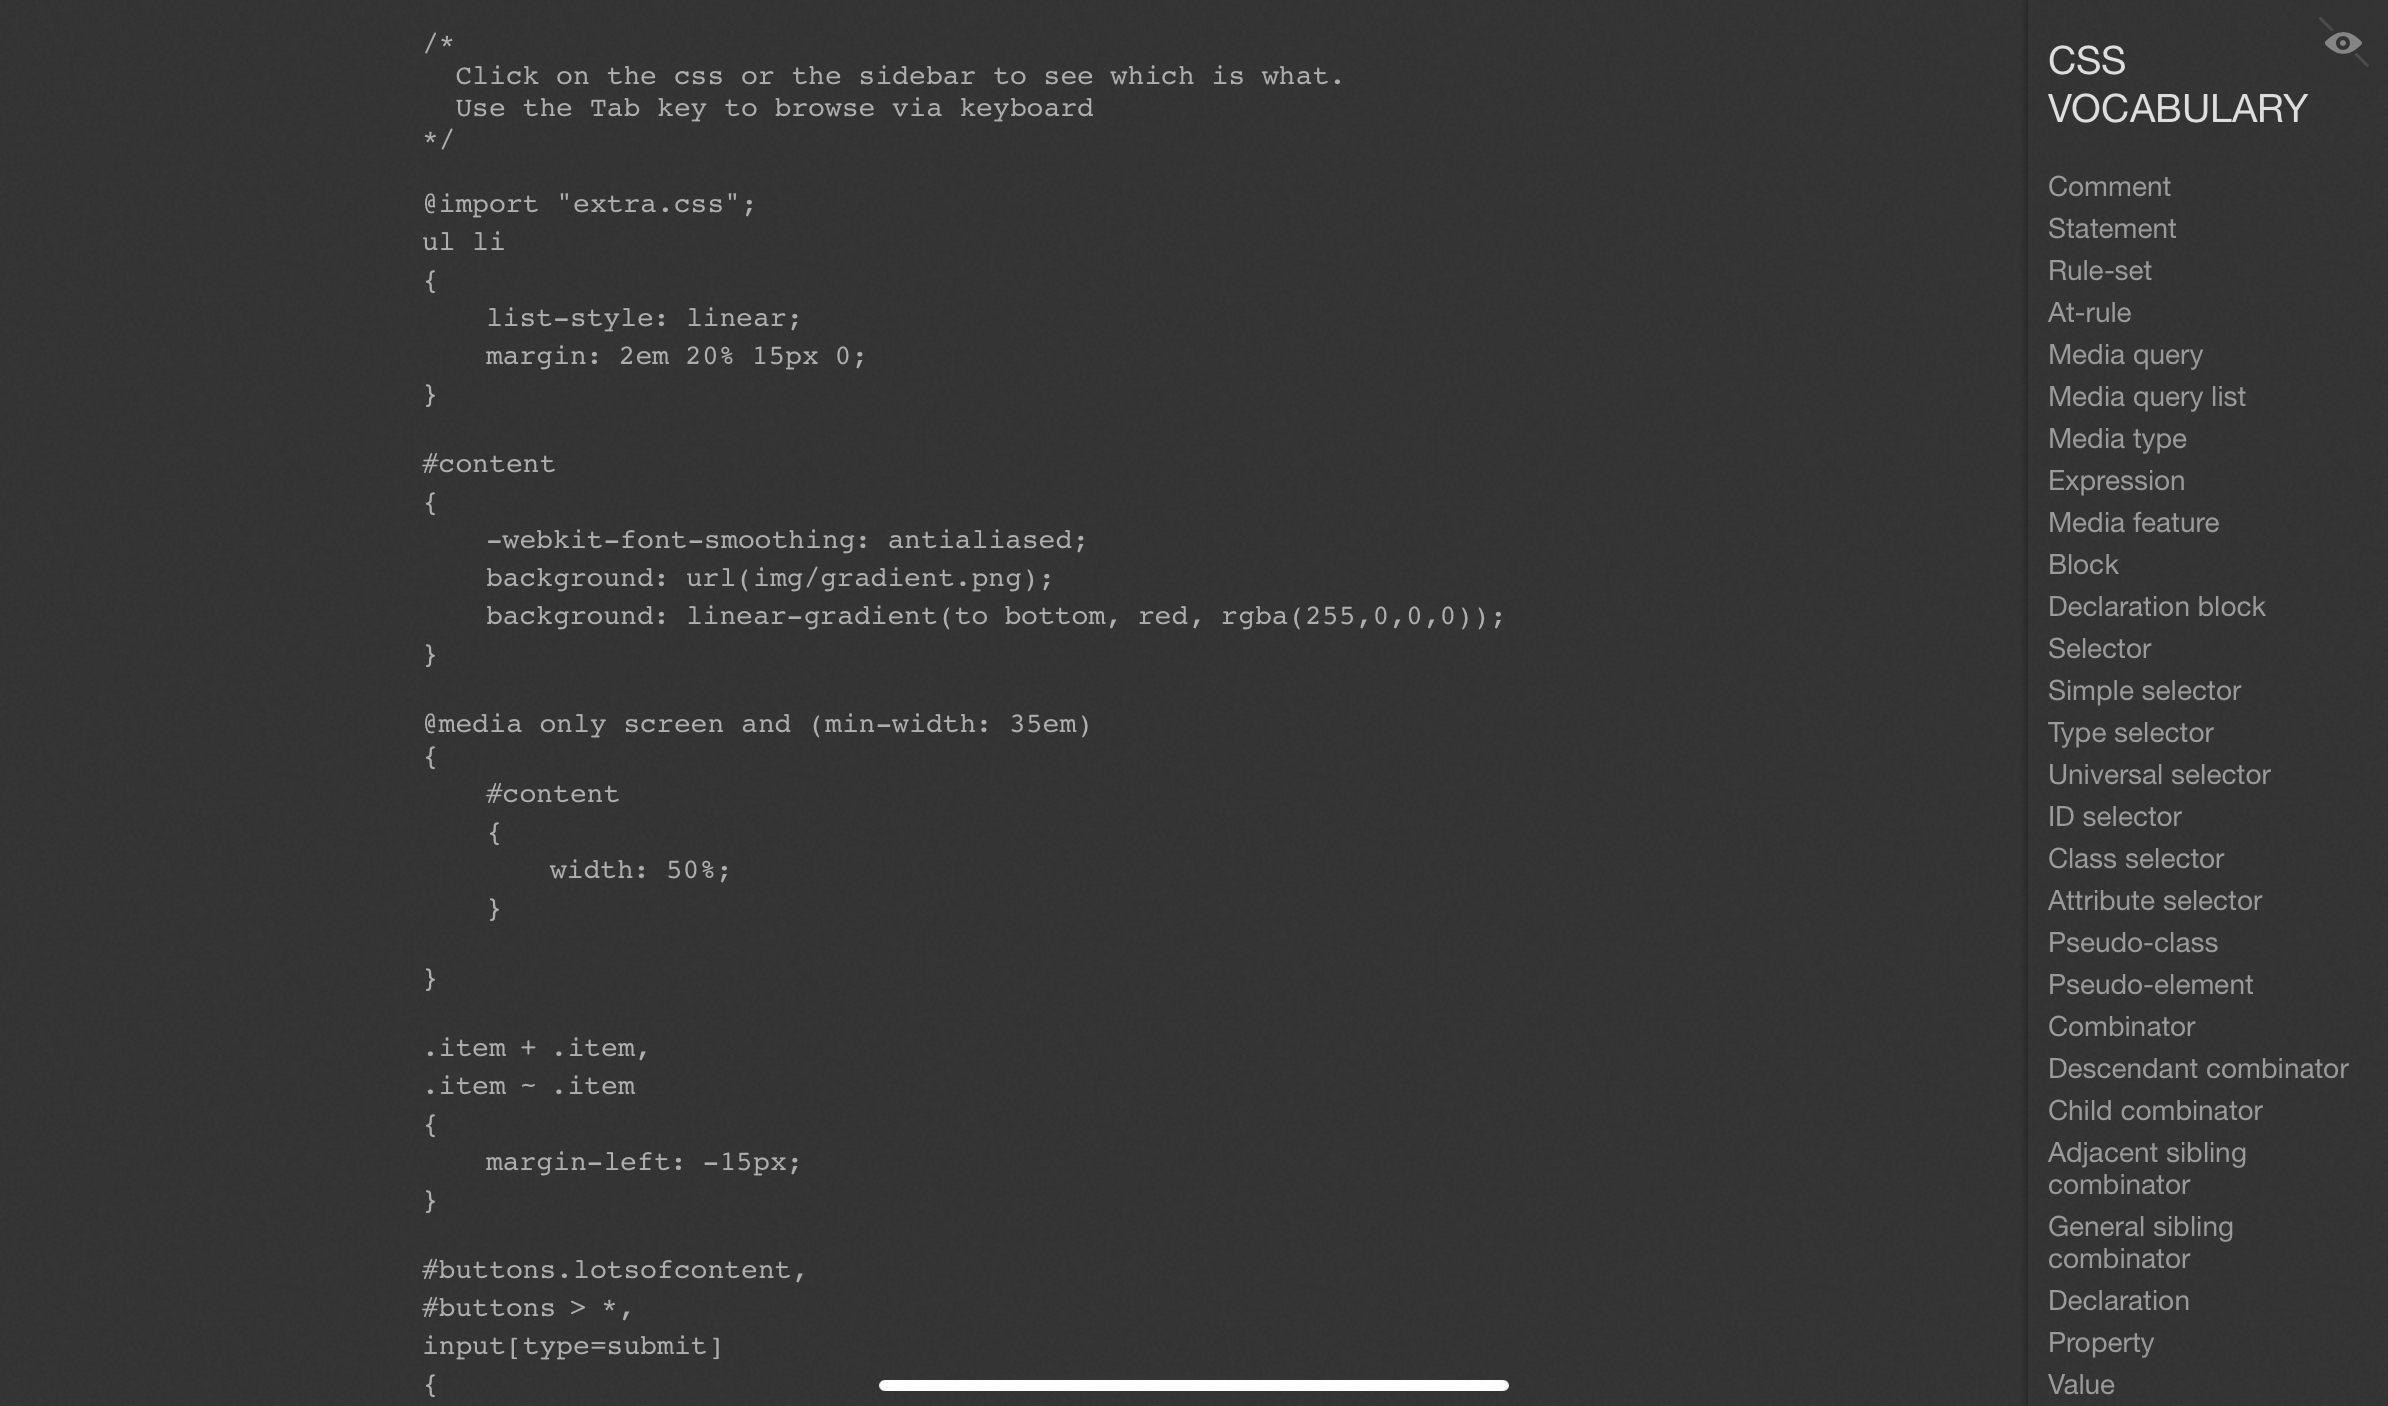 /*
  Click on the css or the sidebar to see which is what.
  Use the Tab key to browse via keyboard
*/

@import "extra.css";
ul li
{
    list-style: linear;
    margin: 2em 20% 15px 0;
}

#content
{
    -webkit-font-smoothing: antialiased;
    background: url(img/gradient.png);
    background: linear-gradient(to bottom, red, rgba(255,0,0,0));
}

@media only screen and (min-width: 35em)
{
    #content
    {
        width: 50%;
    }

}

.item + .item,
.item ~ .item
{
    margin-left: -15px;
}

#buttons.lotsofcontent,
#buttons > *,
input[type=submit]
{

CSS
VOCABULARY
Comment
Statement
Rule-set
At-rule
Media query
Media query list
Media type
Expression
Media feature
Block
Declaration block
Selector
Simple selector
Type selector
Universal selector
ID selector
Class selector
Attribute selector
Pseudo-class
Pseudo-element
Combinator
Descendant combinator
Child combinator
Adjacent sibling
combinator
General sibling
combinator
Declaration
Property
Value